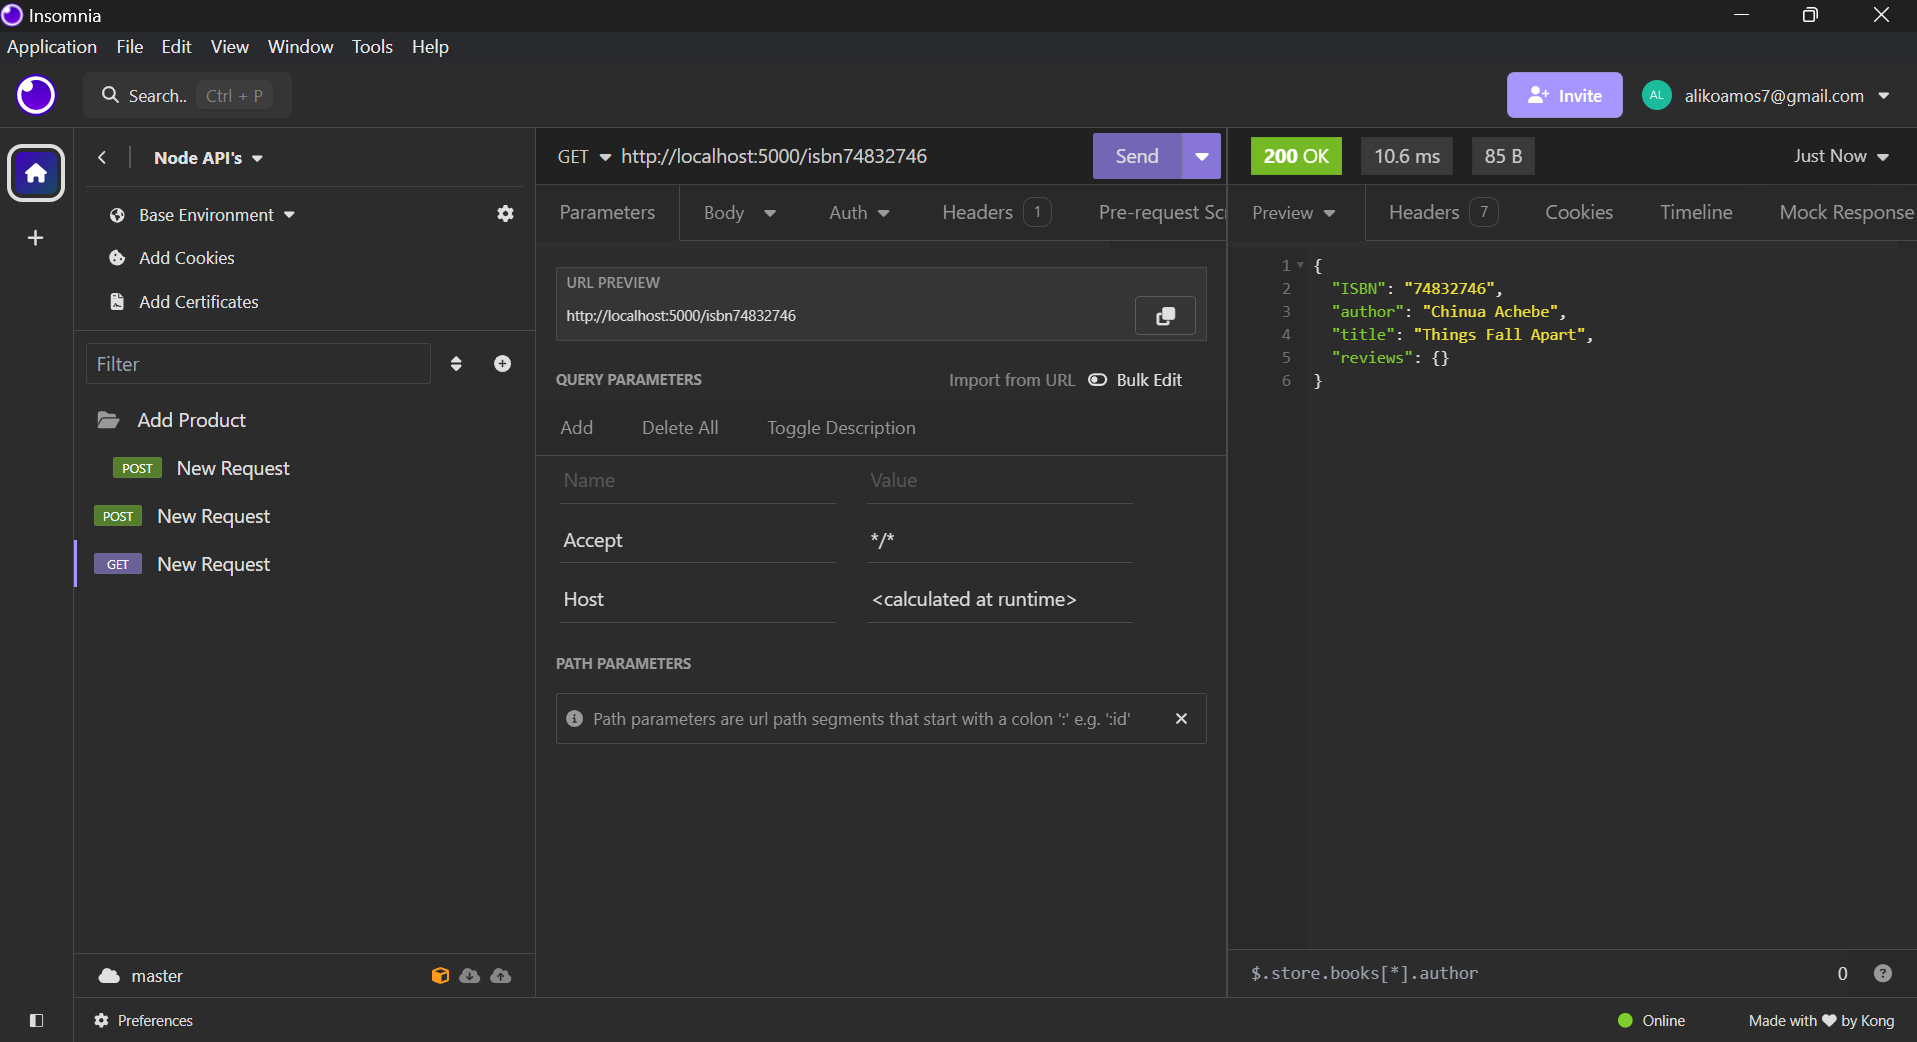 Insomnia
Application File Edit View Window Tools Help
Search.. Ctrl + P
Invite
AL alikoamos7@gmail.com
Node API's
Base Environment
Add Cookies
Add Certificates
Filter
Add Product
POST New Request
POST New Request
GET New Request
master
Preferences
GET http://localhost:5000/isbn74832746 Send
Parameters Body Auth Headers 1 Pre-request Scr
URL PREVIEW
http://localhost:5000/isbn74832746
QUERY PARAMETERS Import from URL Bulk Edit
Add Delete All Toggle Description
Name Value
Accept */*
Host <calculated at runtime>
PATH PARAMETERS
Path parameters are url path segments that start with a colon ':' e.g. ':id'
200 OK 10.6 ms 85 B Just Now
Preview Headers 7 Cookies Timeline Mock Response
1 {
2 "ISBN": "74832746",
3 "author": "Chinua Achebe",
4 "title": "Things Fall Apart",
5 "reviews": {}
6 }
$.store.books[*].author 0 ?
Online Made with ♥ by Kong